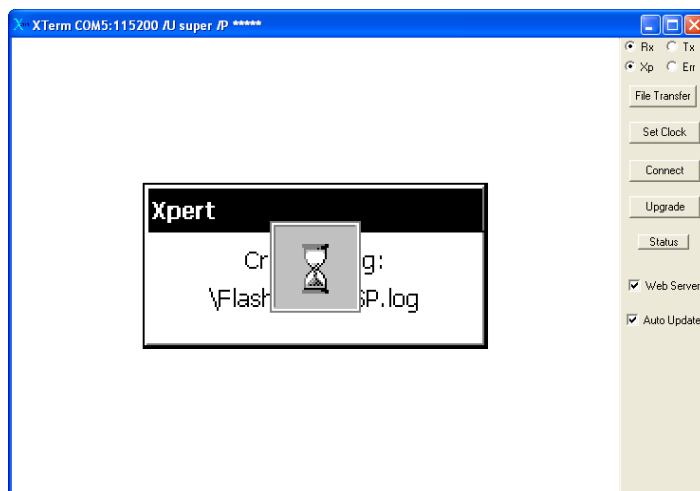 XTerm COM5:115200 /U super /P *****
Rx Tx
Xp Err
File Transfer
Set Clock
Connect
Upgrade
Status
Web Server
Auto Update
Xpert
Cr g:
\Flash SP.log